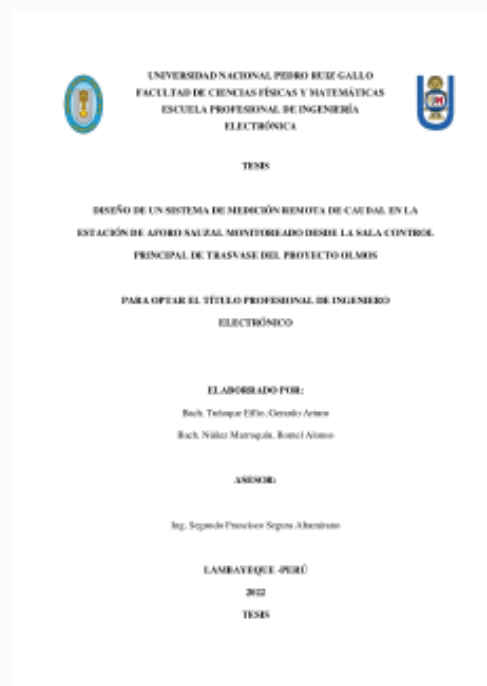 UNIVERSIDAD NACIONAL PEDRO RUIZ GALLO
FACULTAD DE CIENCIAS FÍSICAS Y MATEMÁTICAS
ESCUELA PROFESIONAL DE INGENIERÍA
ELECTRÓNICA
TESIS
DISEÑO DE UN SISTEMA DE MEDICIÓN REMOTA DE CAUDAL EN LA
ESTACIÓN DE AFORO SAUZAL MONITOREADO DESDE LA SALA CONTROL
PRINCIPAL DE TRASVASE DEL PROYECTO OLMOS
PARA OPTAR EL TÍTULO PROFESIONAL DE INGENIERO
ELECTRÓNICO
ELABORRADO POR:
Bach. Tuñoque Effio, Gerardo Arturo
Bach. Núñez Marroquín, Romel Alonso
ASESOR:
Ing. Segundo Francisco Segura Altamirano
LAMBAYEQUE -PERÚ
2022
TESIS